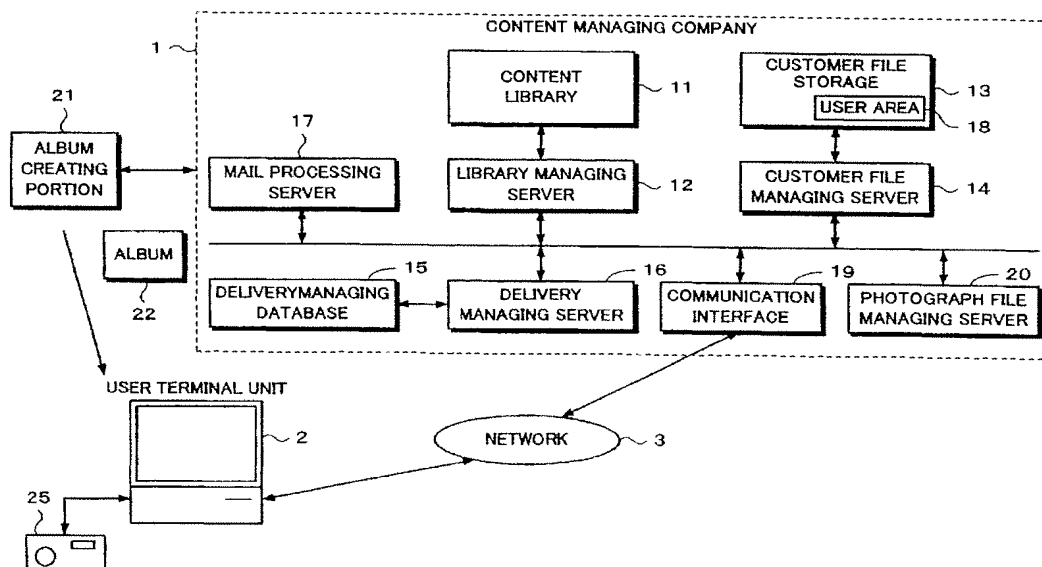 CONTENT MANAGING COMPANY
1
21
ALBUM
CREATING
PORTION
17
MAIL PROCESSING
SERVER
CONTENT
LIBRARY
11
CUSTOMER FILE
STORAGE
USER AREA
13
18
LIBRARY MANAGING
SERVER
12
CUSTOMER FILE
MANAGING SERVER
14
ALBUM
22
15
DELIVERYMANAGING
DATABASE
16
DELIVERY
MANAGING SERVER
19
COMMUNICATION
INTERFACE
20
PHOTOGRAPH FILE
MANAGING SERVER
USER TERMINAL UNIT
2
NETWORK
3
25